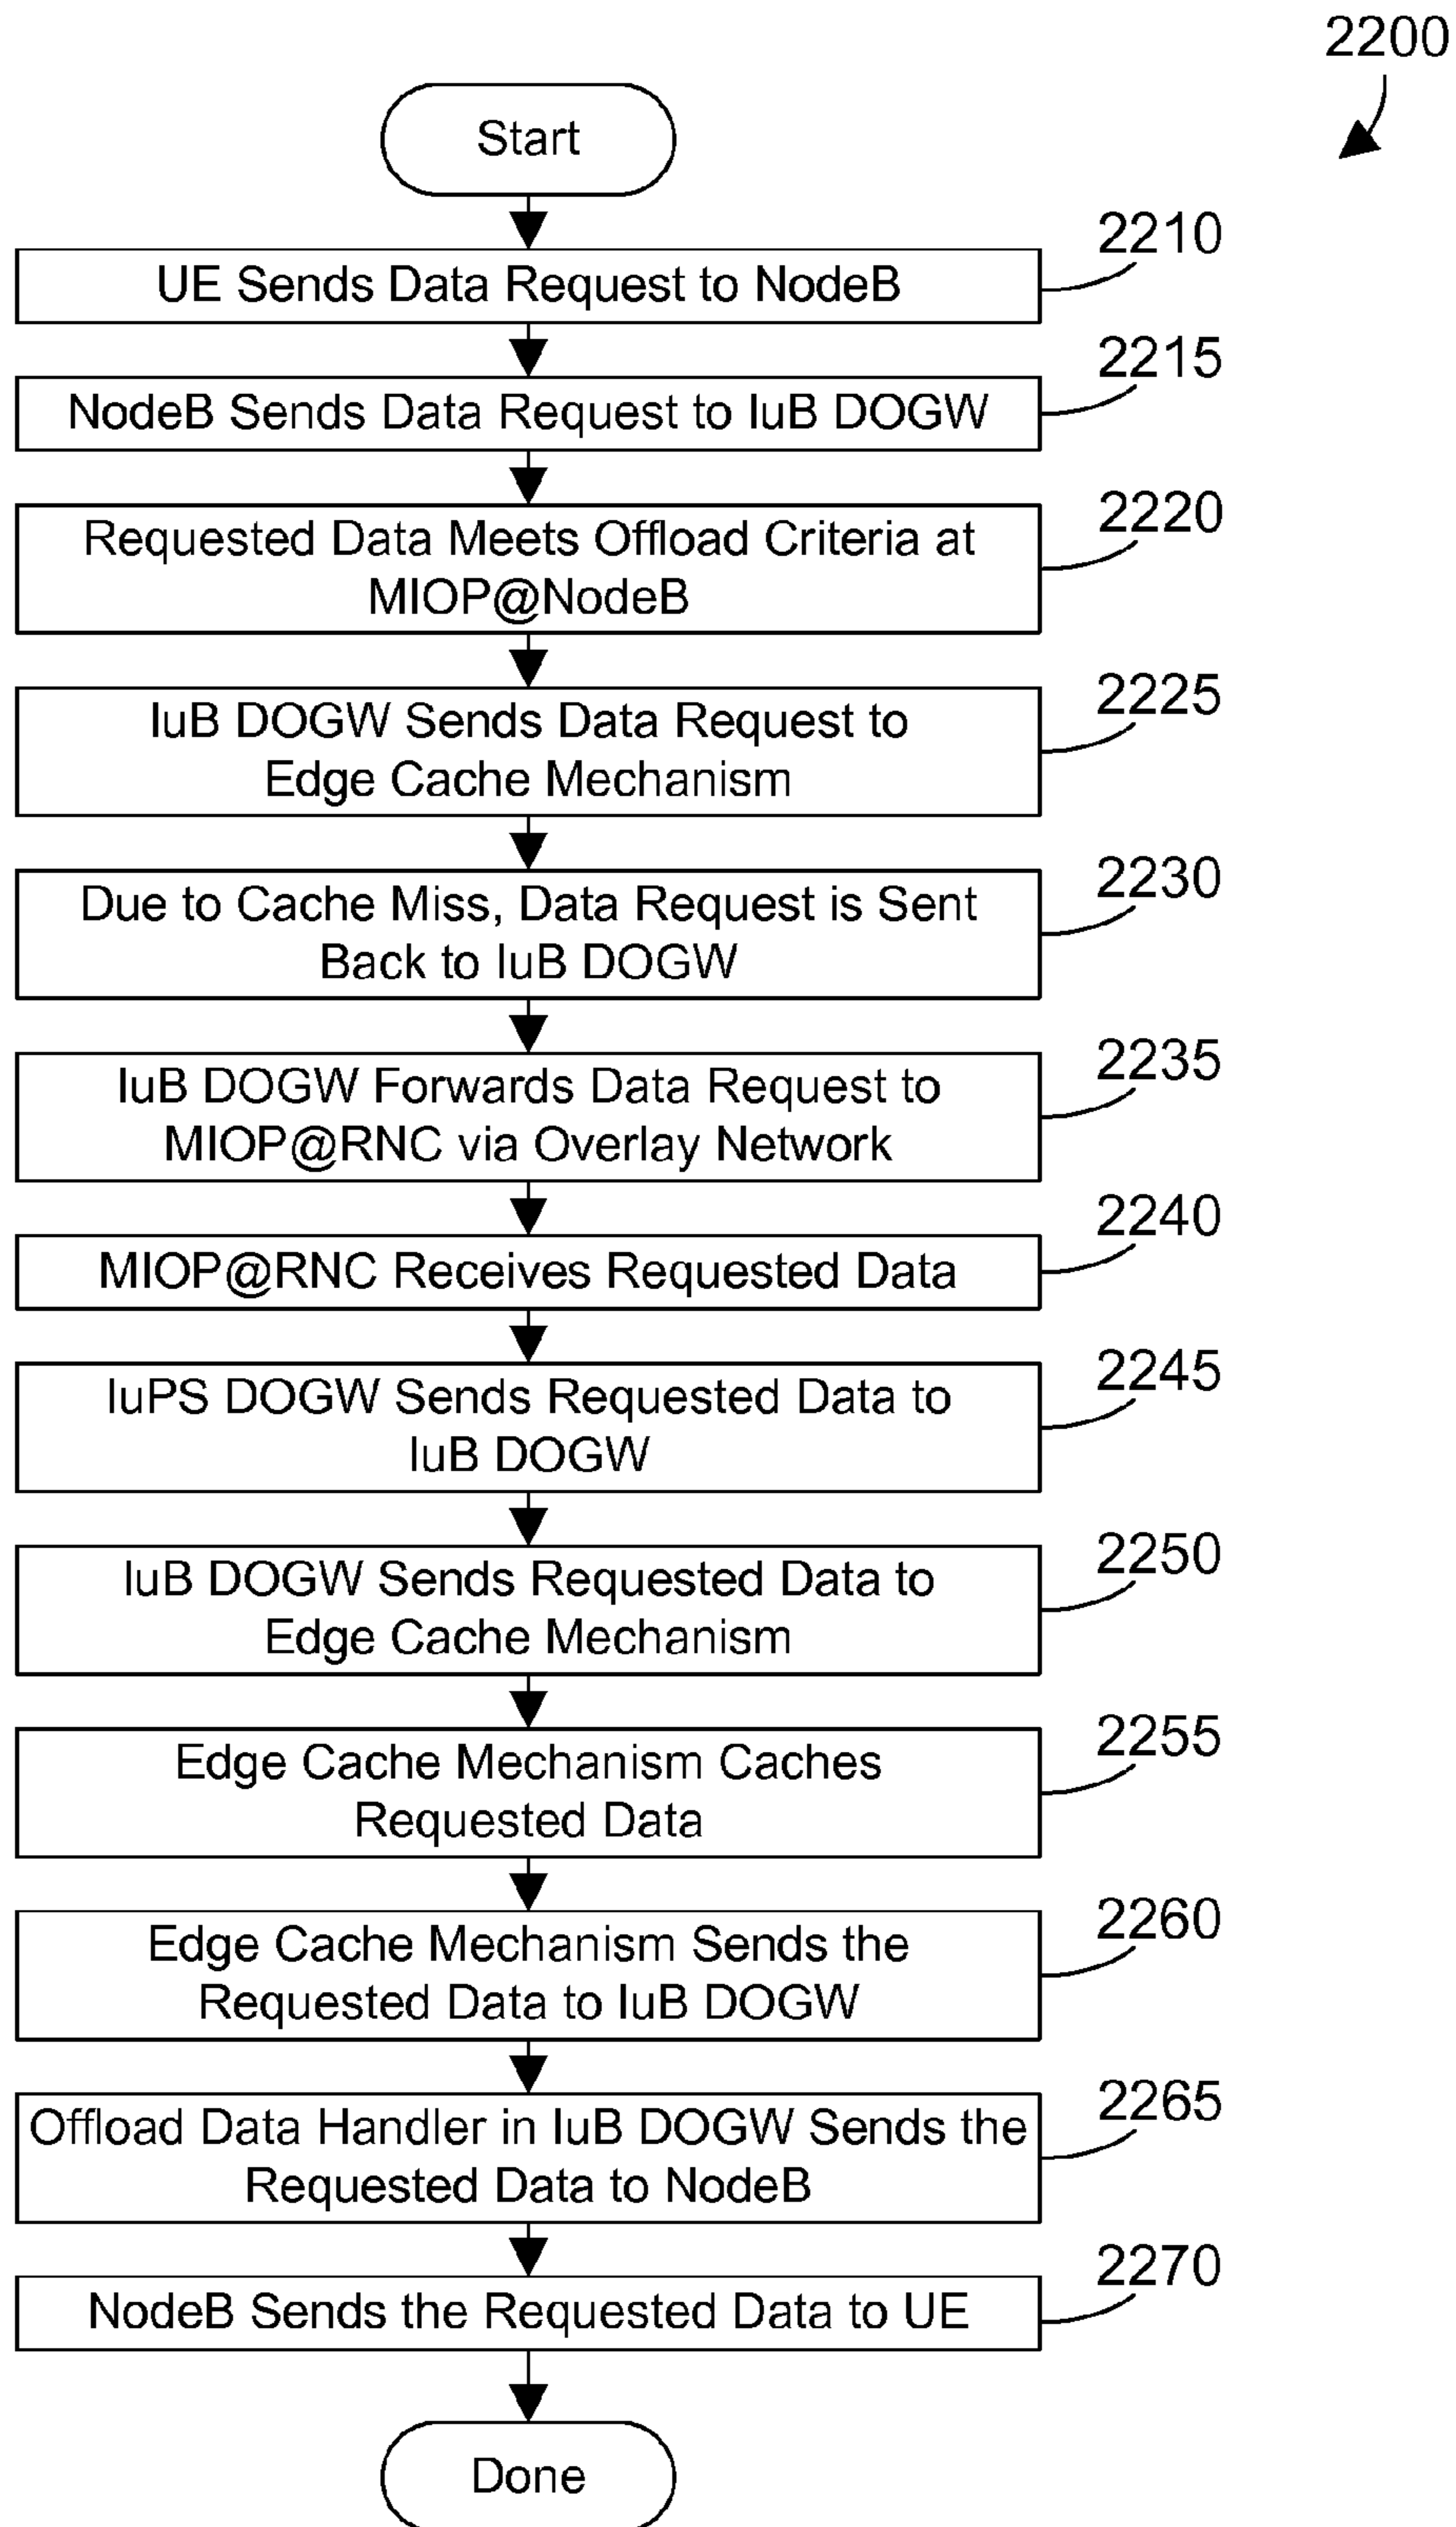 2200
Start
2210
UE Sends Data Request to NodeB
2215
NodeB Sends Data Request to IuB DOGW
2220
Requested Data Meets Offload Criteria at
MIOP@NodeB
2225
IuB DOGW Sends Data Request to
Edge Cache Mechanism
2230
Due to Cache Miss, Data Request is Sent
Back to IuB DOGW
2235
IuB DOGW Forwards Data Request to
MIOP@RNC via Overlay Network
2240
MIOP@RNC Receives Requested Data
2245
IuPS DOGW Sends Requested Data to
IuB DOGW
2250
IuB DOGW Sends Requested Data to
Edge Cache Mechanism
2255
Edge Cache Mechanism Caches
Requested Data
2260
Edge Cache Mechanism Sends the
Requested Data to IuB DOGW
2265
Offload Data Handler in IuB DOGW Sends the
Requested Data to NodeB
2270
NodeB Sends the Requested Data to UE
Done